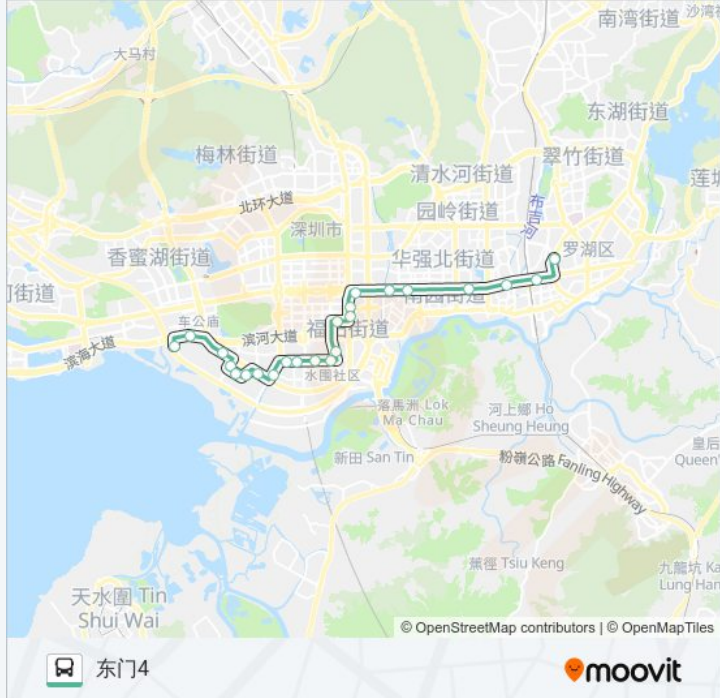 南湾街道
沙湾
大马村
东湖街道
梅林街道
翠竹街道
清水河街道
莲塘
北环大道
园岭街道
布吉河
深圳市
香蜜湖街道
华强北街道
罗湖区
街道
南园街道
车公庙
滨河大道
福田街道
滨海大道
水围社区
落馬洲 Lok
Ma Chau
河上鄉 Ho
Sheung Heung
新田 San Tin
粉嶺公路 Fanling Highway
皇后
Queen'
蕉徑 Tsiu Keng
九龍坑 Ka
Lung Han
天水圍 Tin
Shui Wai
© OpenStreetMap contributors | © OpenMapTiles
东门4
moovit